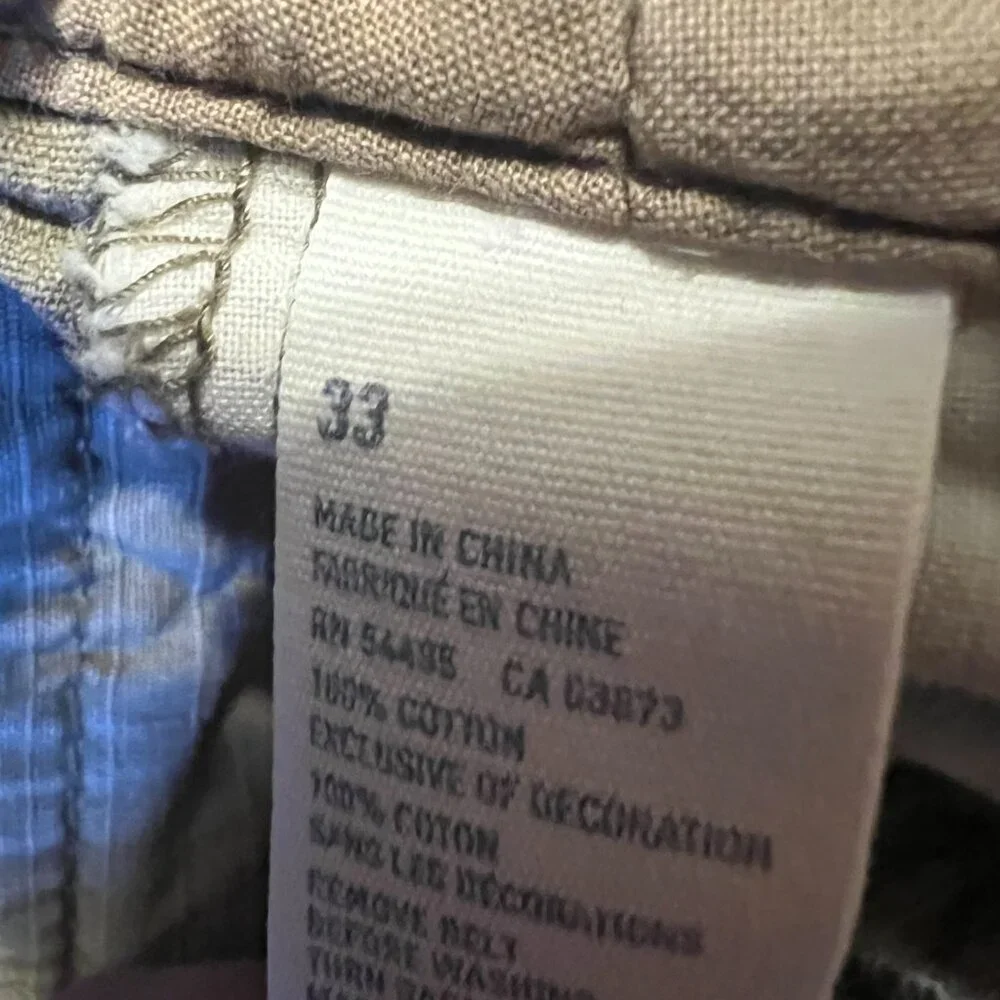 33
MADE IN CHINA
FABRIQUÉ EN CHINE
RN 54495 CA 03873
100% COTTON
EXCLUSIVE OF DECORATION
100% COTON
SANS LES DÉCORATIONS
REMOVE BELT
BEFORE WASHING
TURN